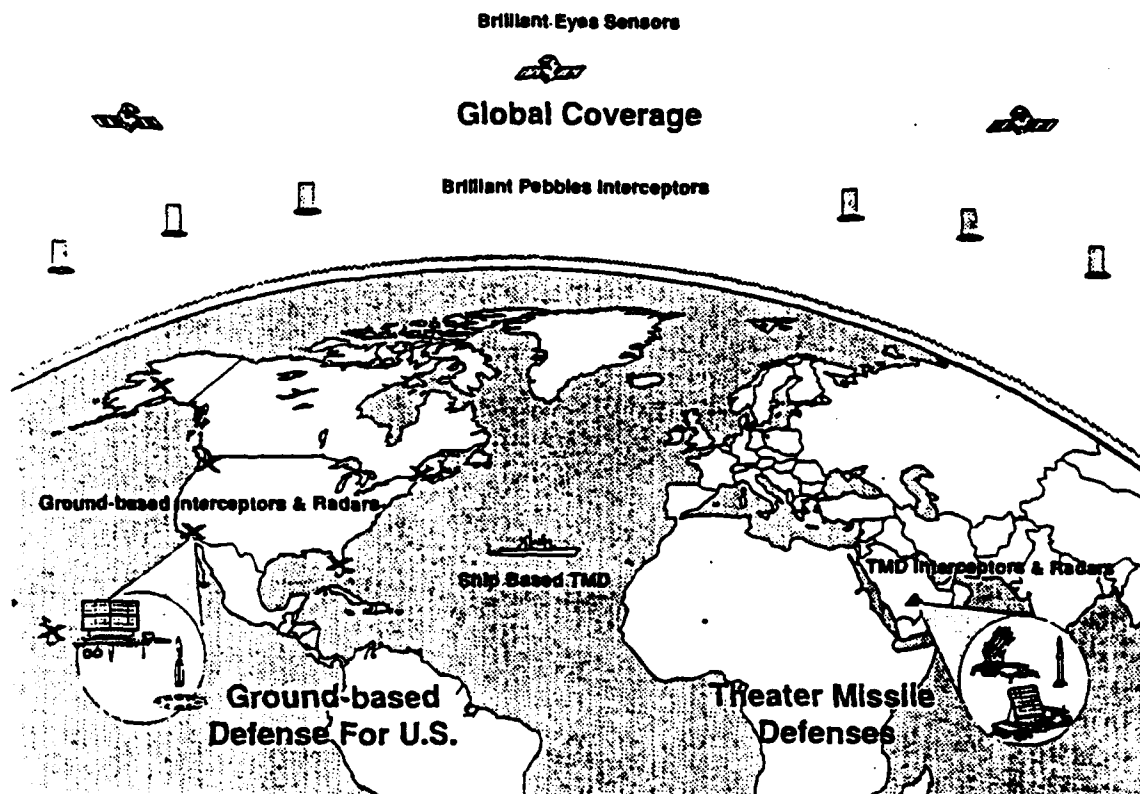 Brilliant Eyes Sensors
Global Coverage
Brilliant Pebbles Interceptors
Ground-based Interceptors & Radars
Ship Based TMD
TMD Interceptors & Radars
Ground-based
Defense For U.S.
Theater Missile
Defenses